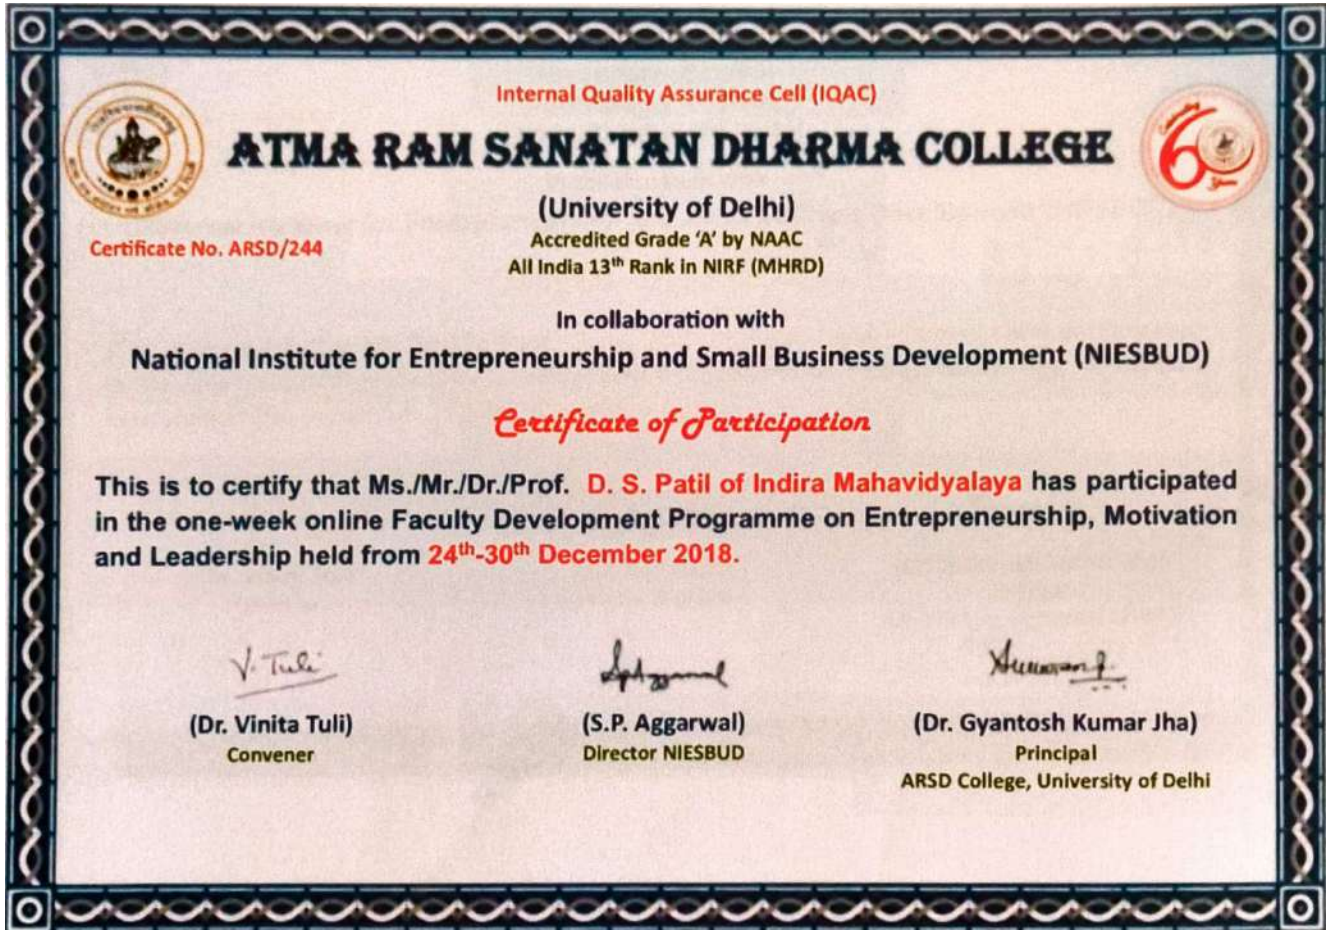 Internal Quality Assurance Cell (IQAC)
ATMA RAM SANATAN DHARMA COLLEGE
(University of Delhi)
Accredited Grade ‘A’ by NAAC
Certificate No. ARSD/244
All India 13th Rank in NIRF (MHRD)
In collaboration with
National Institute for Entrepreneurship and Small Business Development (NIESBUD)
Certificate of Participation
This is to certify that Ms./Mr./Dr./Prof. D. S. Patil of Indira Mahavidyalaya has participated
in the one-week online Faculty Development Programme on Entrepreneurship, Motivation
and Leadership held from 24th-30th December 2018.
V. Tuli
(Dr. Vinita Tuli)
Convener
SpAggarwal
(S.P. Aggarwal)
Director NIESBUD
(Dr. Gyantosh Kumar Jha)
Principal
ARSD College, University of Delhi
60